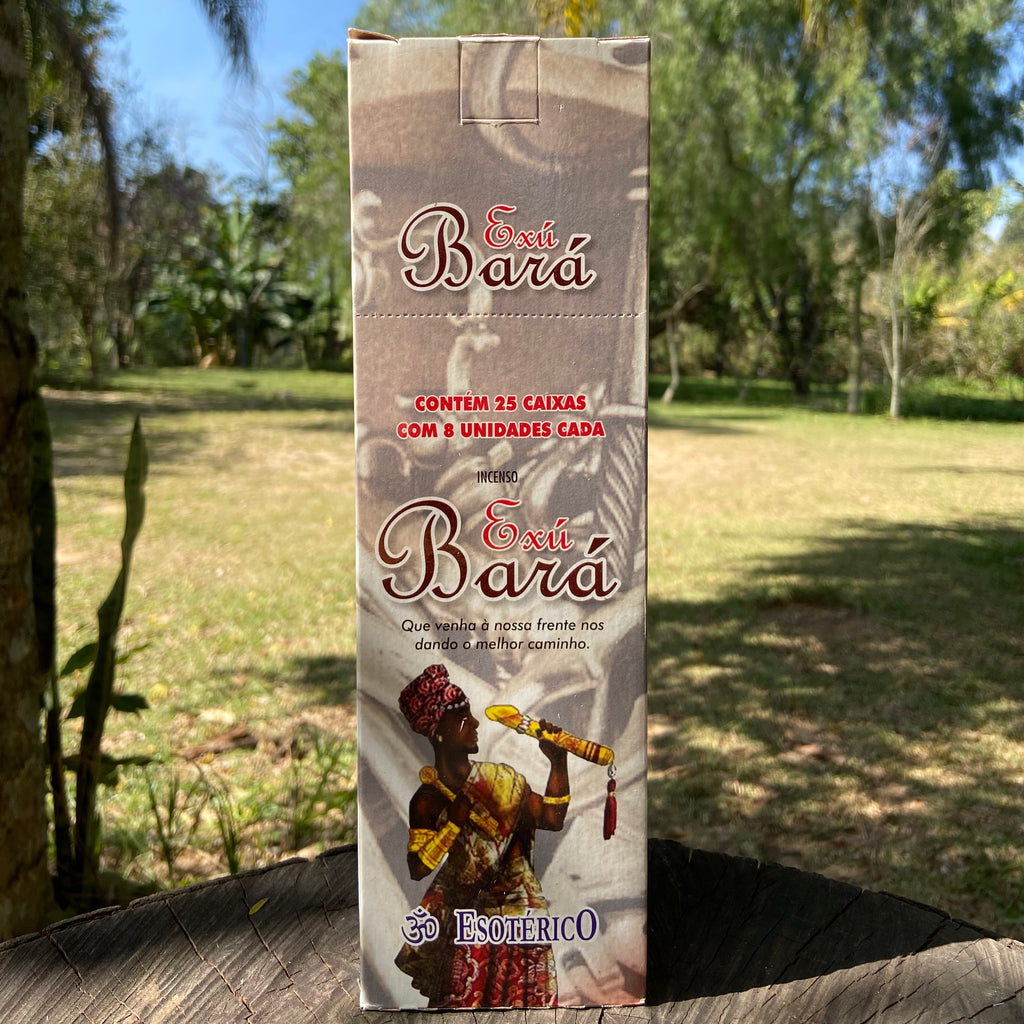 Exú
Bará
CONTÉM 25 CAIXAS
COM 8 UNIDADES CADA
INCENSO
Exú
Bará
Que venha à nossa frente nos
dando o melhor caminho.
ॐ ESOTÉRICO